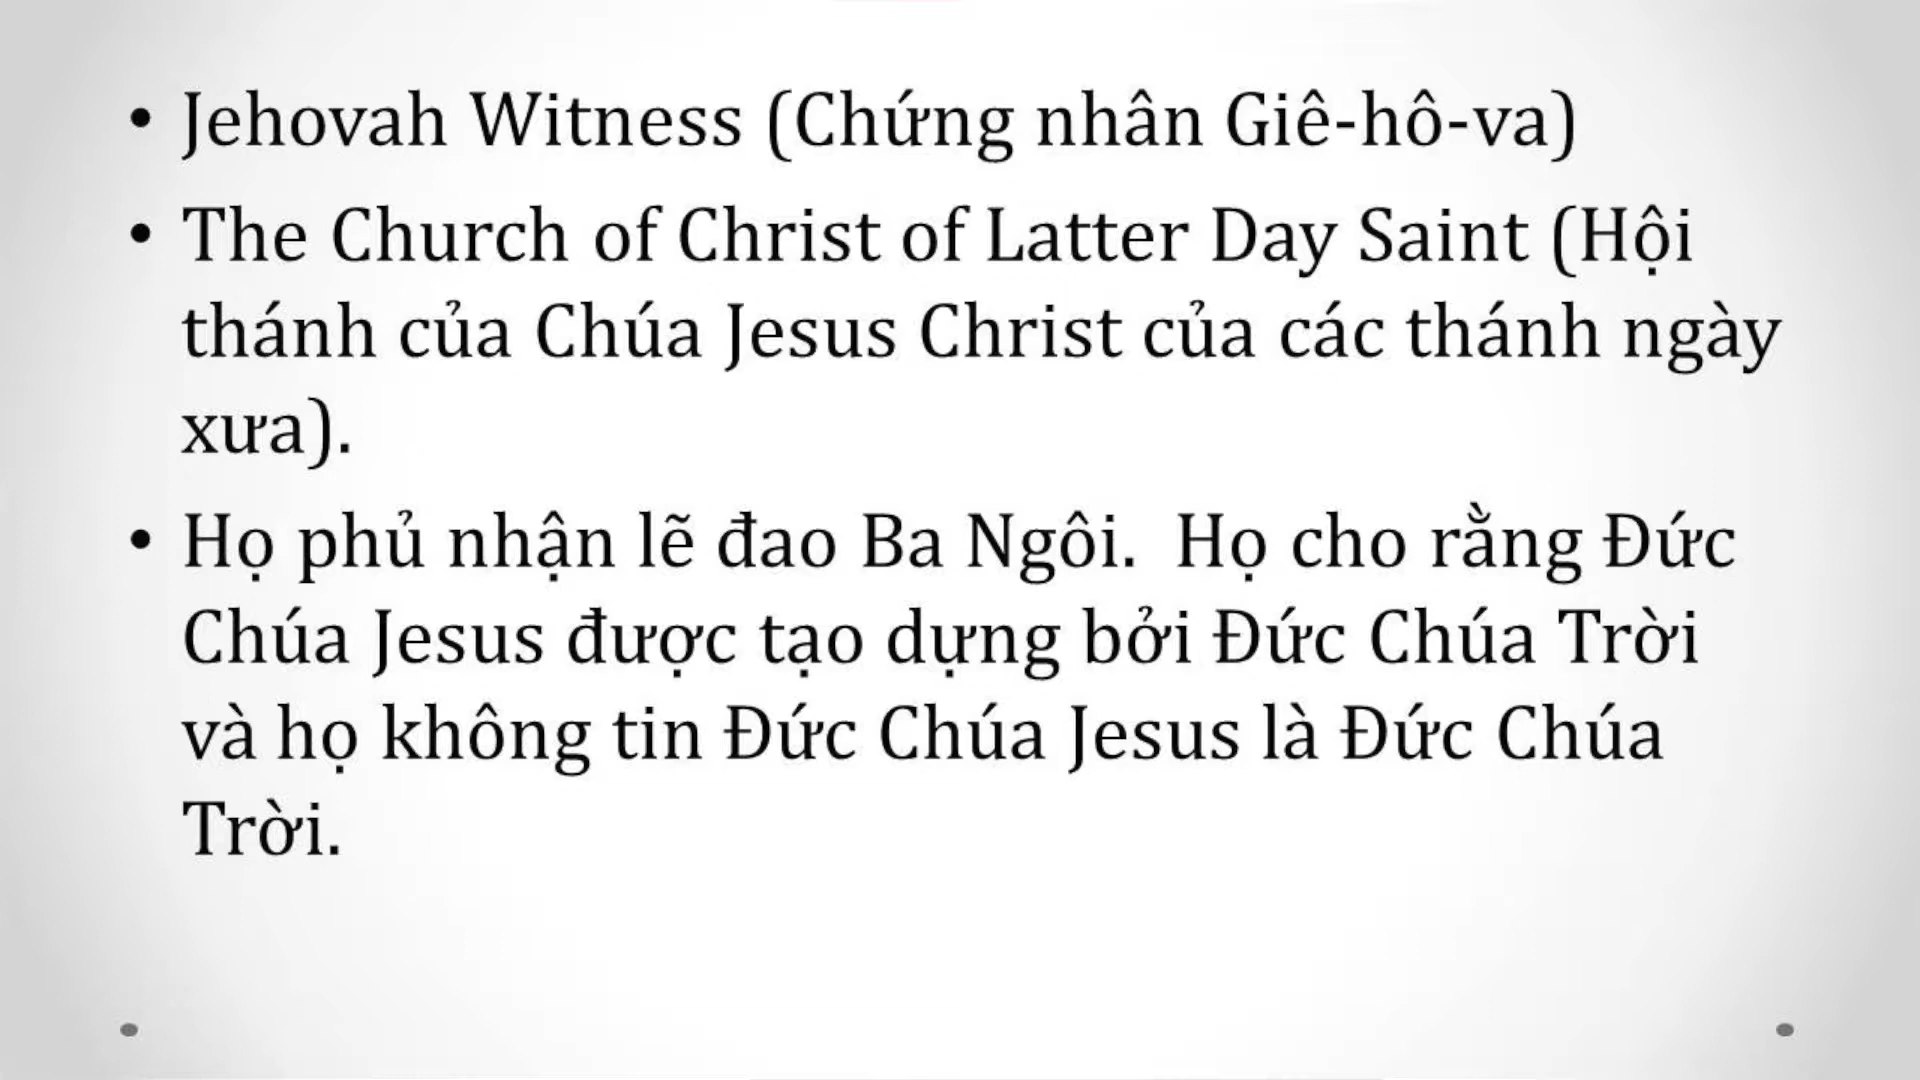 • Jehovah Witness (Chứng nhân Giê-hô-va)
• The Church of Christ of Latter Day Saint (Hội
thánh của Chúa Jesus Christ của các thánh ngày
xưa).
• Họ phủ nhận lẽ đao Ba Ngôi. Họ cho rằng Đức
Chúa Jesus được tạo dựng bởi Đức Chúa Trời
và họ không tin Đức Chúa Jesus là Đức Chúa
Trời.